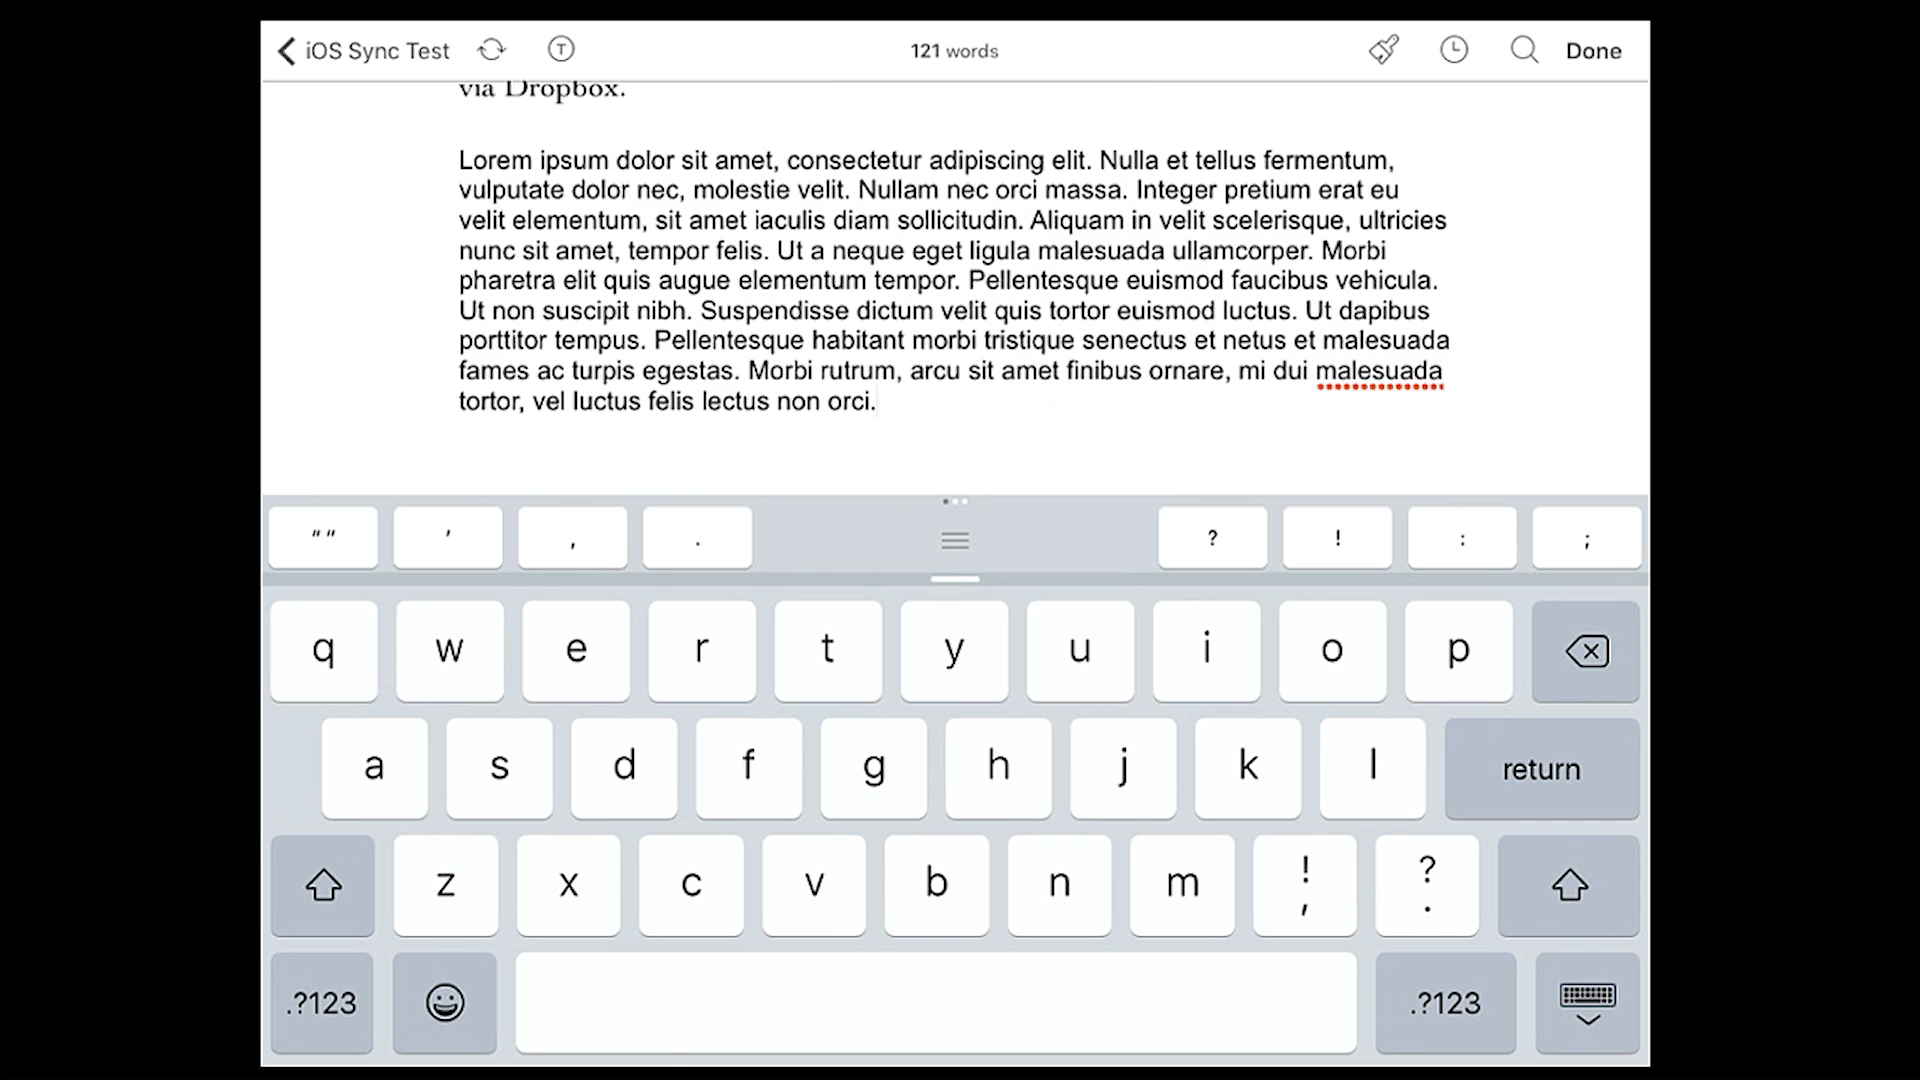 iOS Sync Test
T
121 words
Done
via Dropbox.
Lorem ipsum dolor sit amet, consectetur adipiscing elit. Nulla et tellus fermentum,
vulputate dolor nec, molestie velit. Nullam nec orci massa. Integer pretium erat eu
velit elementum, sit amet iaculis diam sollicitudin. Aliquam in velit scelerisque, ultricies
nunc sit amet, tempor felis. Ut a neque eget ligula malesuada ullamcorper. Morbi
pharetra elit quis augue elementum tempor. Pellentesque euismod faucibus vehicula.
Ut non suscipit nibh. Suspendisse dictum velit quis tortor euismod luctus. Ut dapibus
porttitor tempus. Pellentesque habitant morbi tristique senectus et netus et malesuada
fames ac turpis egestas. Morbi rutrum, arcu sit amet finibus ornare, mi dui malesuada
tortor, vel luctus felis lectus non orci.
" " ' , . ? ! : ;
q w e r t y u i o p
a s d f g h j k l return
z x c v b n m ! , ? .
.?123 .?123